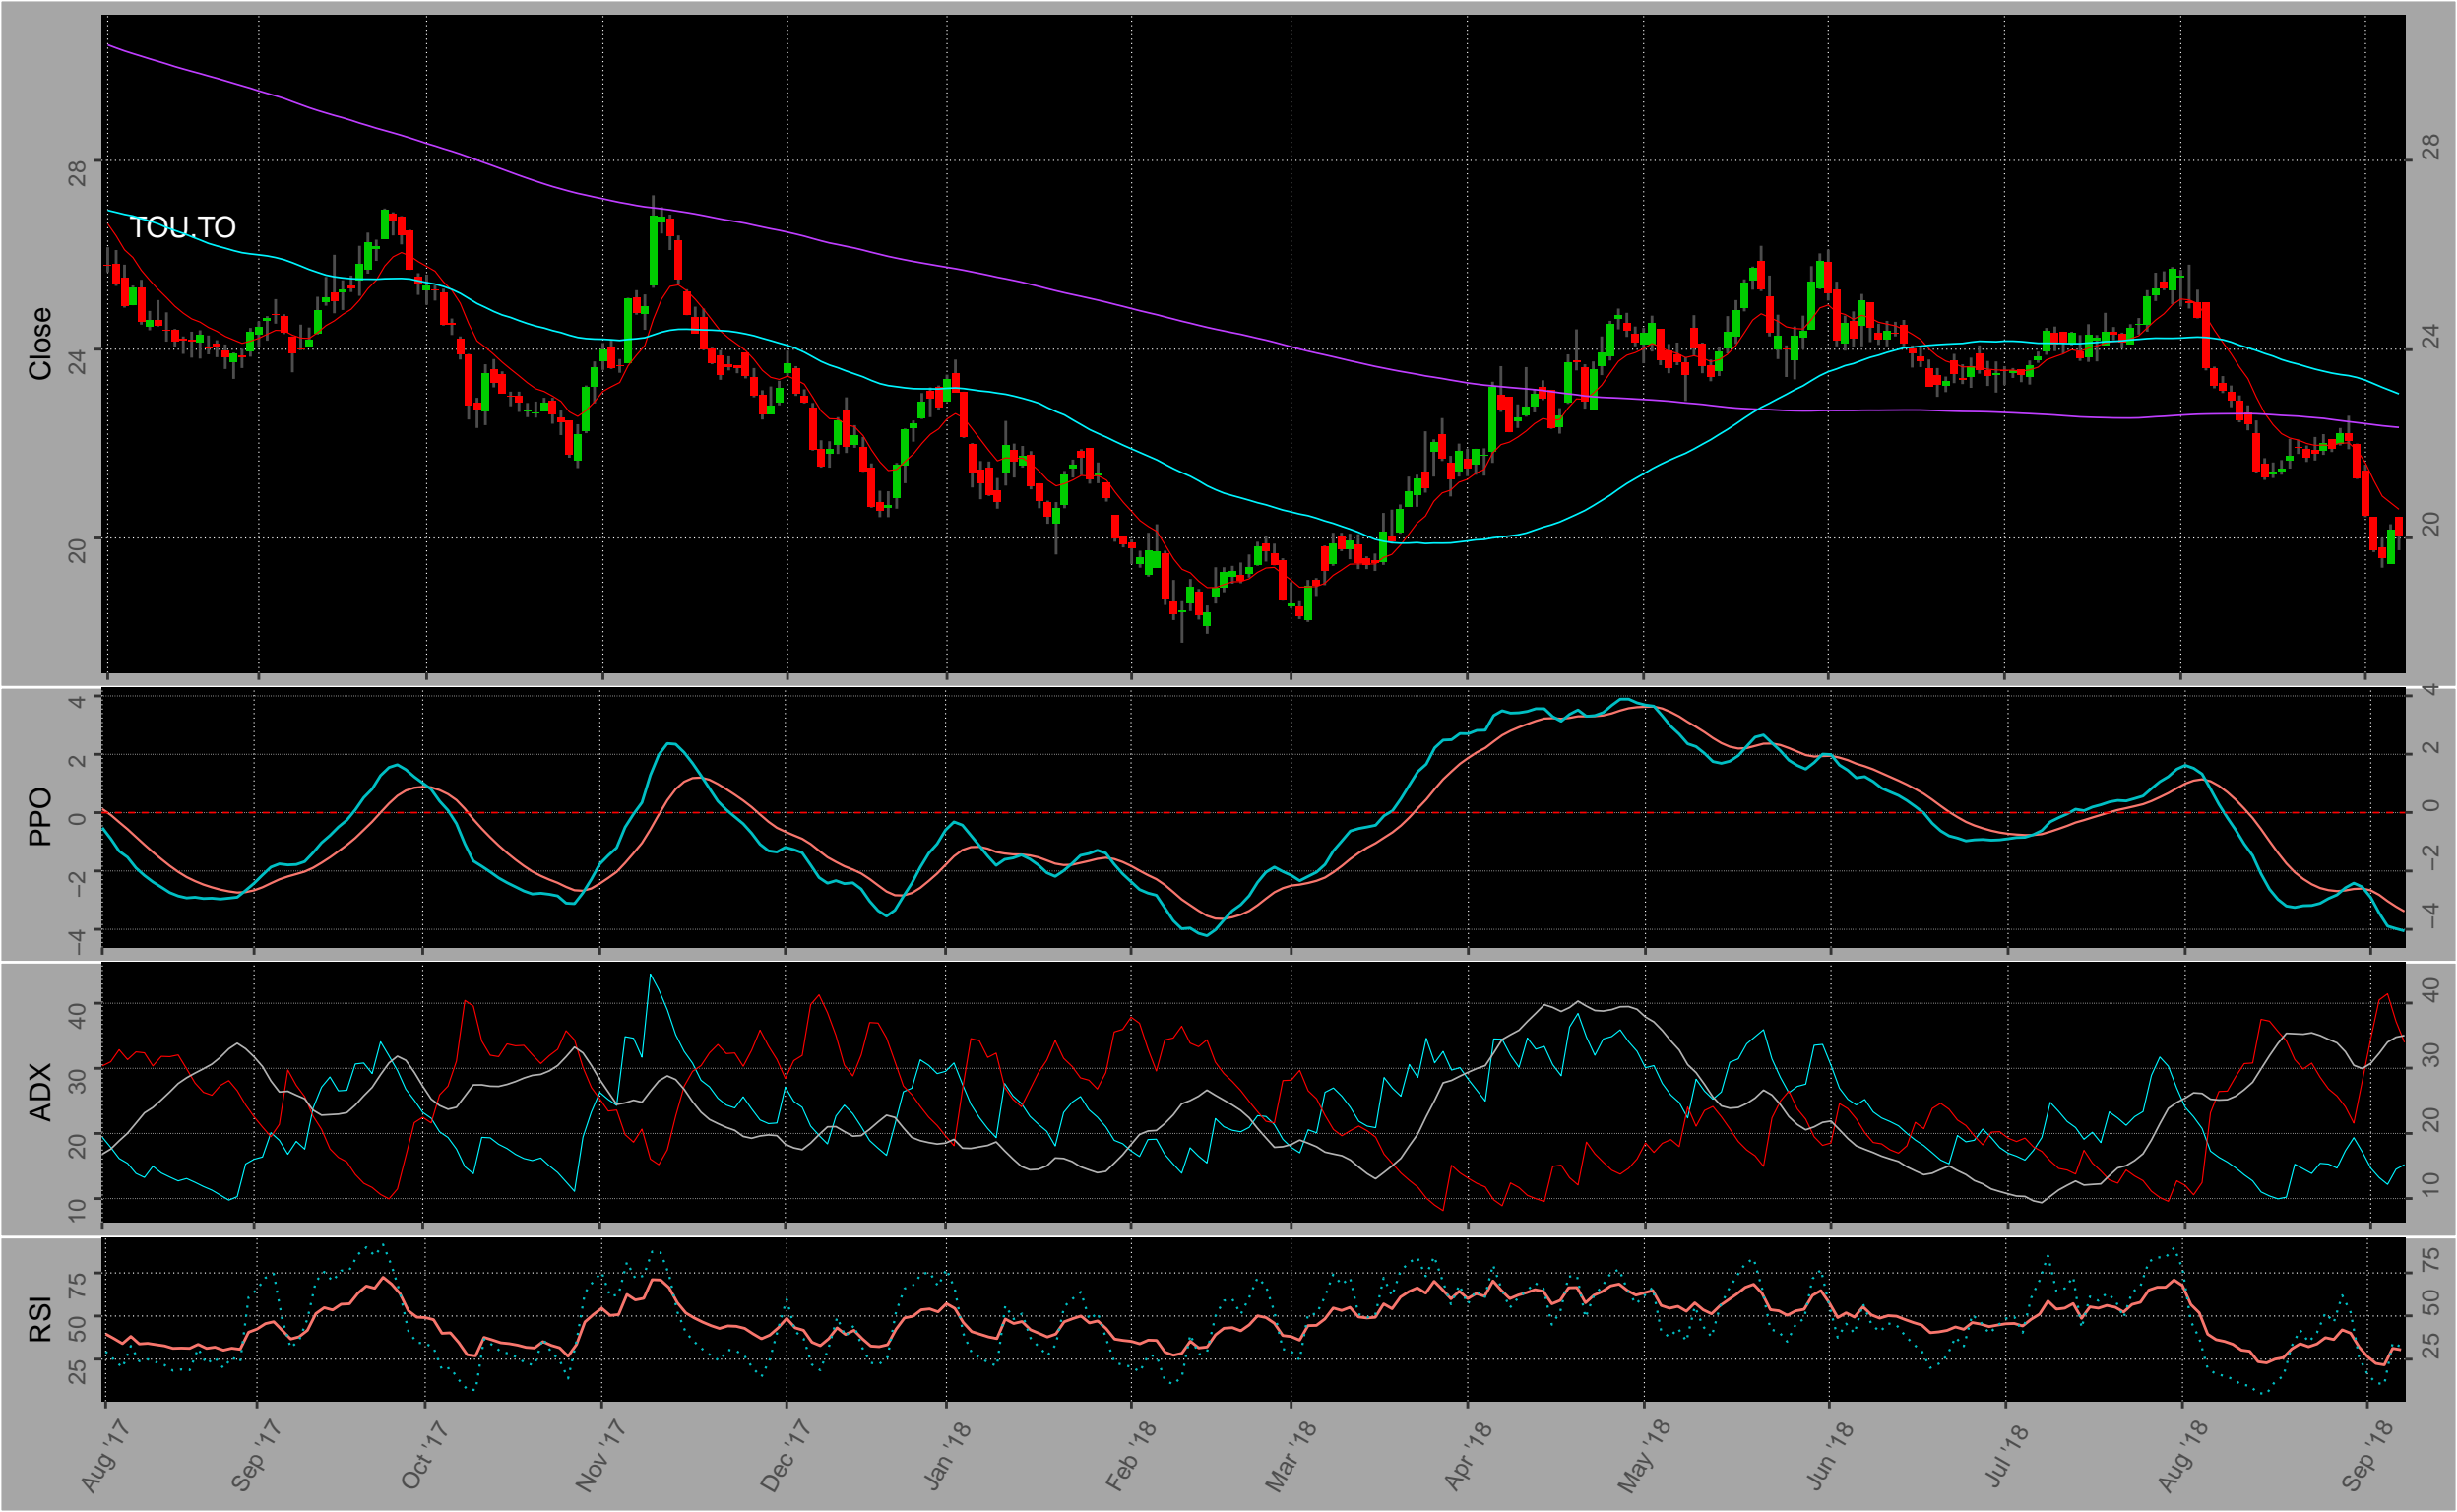 TOU.TO
Close
28
24
20
28
24
20
PPO
4
2
0
−2
−4
4
2
0
−2
−4
ADX
40
30
20
10
40
30
20
10
RSI
75
50
25
75
50
25
Aug '17
Sep '17
Oct '17
Nov '17
Dec '17
Jan '18
Feb '18
Mar '18
Apr '18
May '18
Jun '18
Jul '18
Aug '18
Sep '18